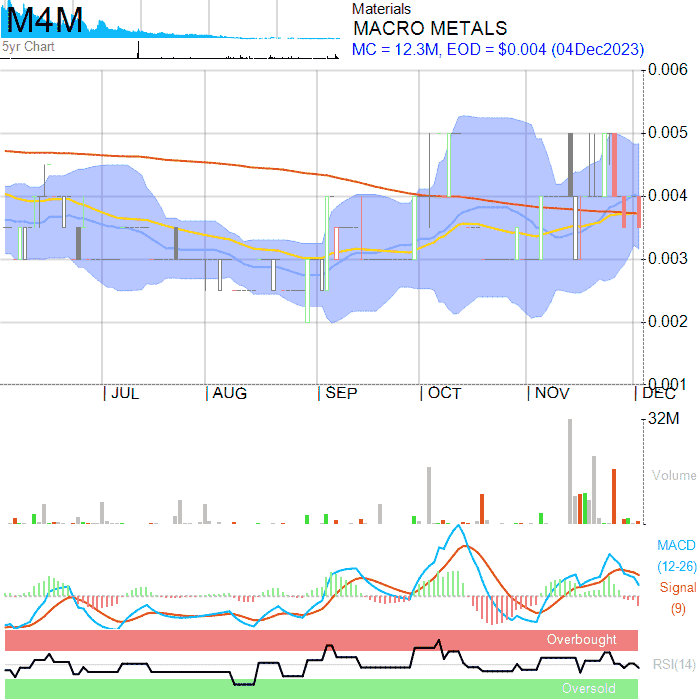 M4M
5yr Chart
Materials
MACRO METALS
MC = 12.3M, EOD = $0.004 (04Dec2023)
0.006
0.005
0.004
0.003
0.002
0.001
JUL AUG SEP OCT NOV DEC
32M
Volume
MACD
(12-26)
Signal
(9)
Overbought
RSI(14)
Oversold